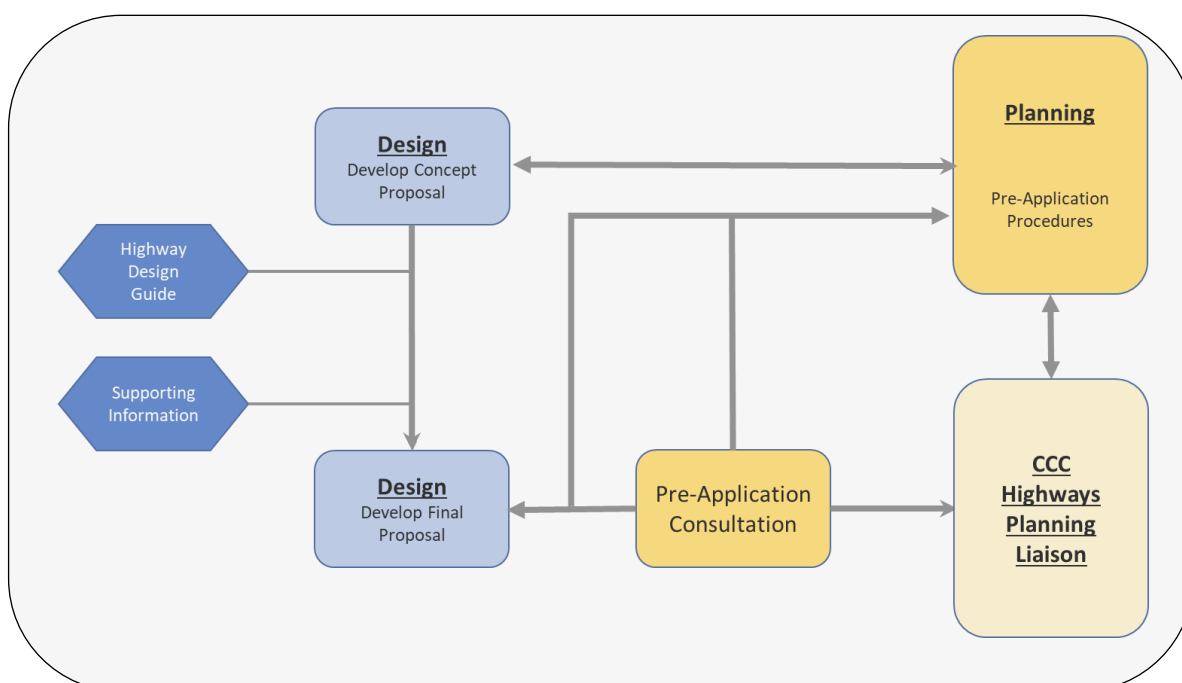 Planning
Pre-Application
Procedures
Design
Develop Concept
Proposal
Highway
Design
Guide
Supporting
Information
Design
Develop Final
Proposal
Pre-Application
Consultation
CCC
Highways
Planning
Liaison